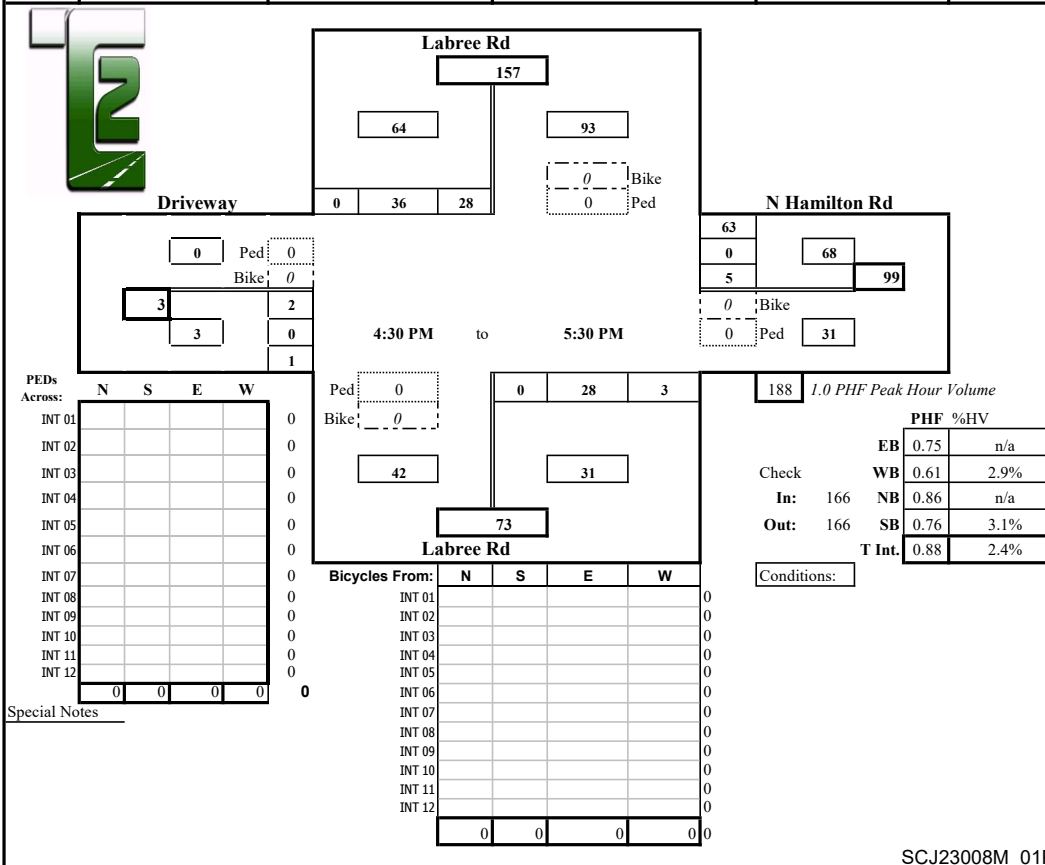 T2
Labree Rd
157
64 93
0 Bike
Driveway 0 36 28 0 Ped N Hamilton Rd
63
0 Ped 0 0 68
Bike 0 5 99
3 2 0 Bike
3 0 4:30 PM to 5:30 PM 0 Ped 31
1
PEDs Across: N S E W Ped 0 0 28 3 188 1.0 PHF Peak Hour Volume
INT 01 0 Bike 0 PHF %HV
INT 02 0 EB 0.75 n/a
INT 03 0 42 31 Check WB 0.61 2.9%
INT 04 0 In: 166 NB 0.86 n/a
INT 05 0 73 Out: 166 SB 0.76 3.1%
INT 06 0 Labree Rd T Int. 0.88 2.4%
INT 07 0 Bicycles From: N S E W Conditions:
INT 08 0 INT 01 0
INT 09 0 INT 02 0
INT 10 0 INT 03 0
INT 11 0 INT 04 0
INT 12 0 INT 05 0
0 0 0 0 0 INT 06 0
Special Notes INT 07 0
INT 08 0
INT 09 0
INT 10 0
INT 11 0
INT 12 0
0 0 0 0 0
SCJ23008M_01